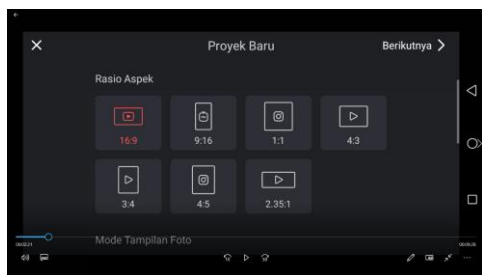 Proyek Baru
Berikutnya
Rasio Aspek
16:9
9:16
1:1
4:3
3:4
4:5
2.35:1
Mode Tampilan Foto